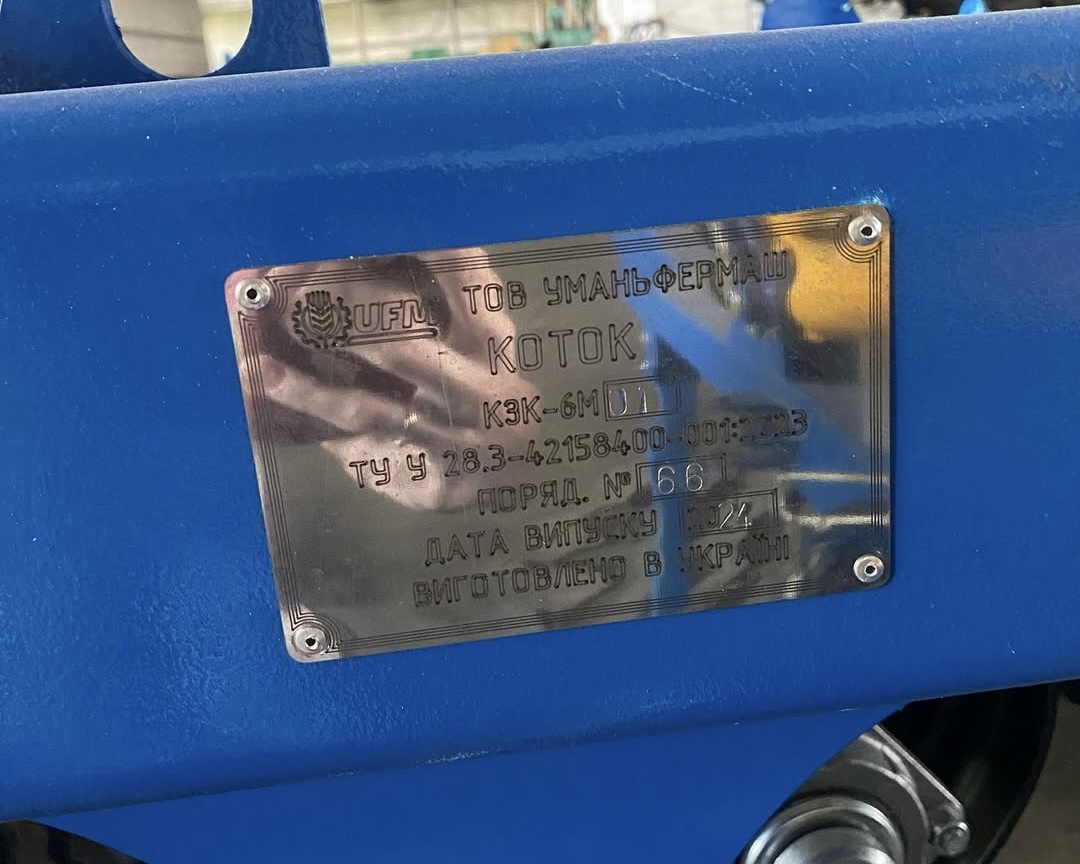 UFM
ТОВ УМАНЬФЕРМАШ
КОТОК
КЗК-6М 01
ТУ У 28.3-42158400-001:2023
ПОРЯД. № 66
ДАТА ВИПУСКУ 2024
ВИГОТОВЛЕНО В УКРАЇНІ